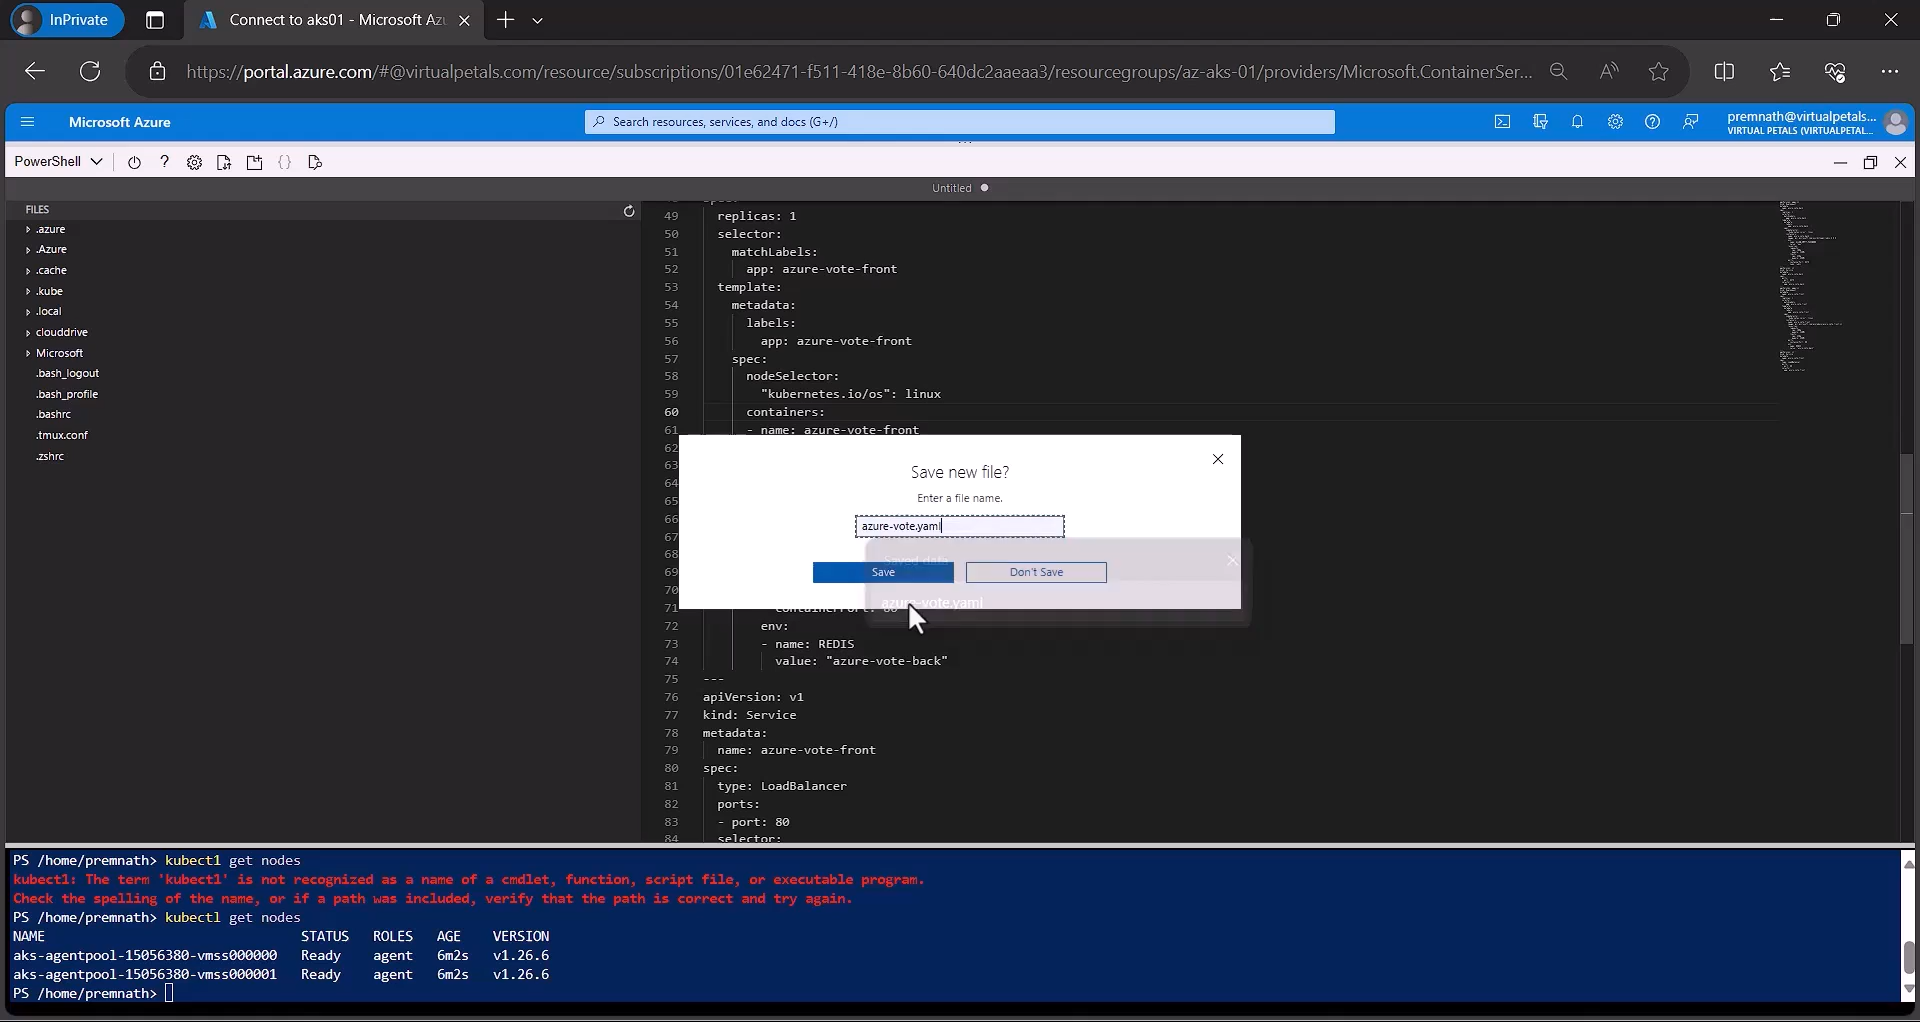 InPrivate
Connect to aks01 - Microsoft Azu
https://portal.azure.com/#@virtualpetals.com/resource/subscriptions/01e62471-f511-418e-8b60-640dc2aaeaa3/resourcegroups/az-aks-01/providers/Microsoft.ContainerSer...
Microsoft Azure
Search resources, services, and docs (G+/)
premnath@virtualpetals...
VIRTUAL PETALS (VIRTUALPETAL...
PowerShell
Untitled
FILES
.azure
.Azure
.cache
.kube
.local
clouddrive
Microsoft
.bash_logout
.bash_profile
.bashrc
.tmux.conf
.zshrc
49 replicas: 1
50 selector:
51 matchLabels:
52 app: azure-vote-front
53 template:
54 metadata:
55 labels:
56 app: azure-vote-front
57 spec:
58 nodeSelector:
59 "kubernetes.io/os": linux
60 containers:
61 - name: azure-vote-front
62
63
64
65
66
67
68
69
70
71 containerPort: 80
72 env:
73 - name: REDIS
74 value: "azure-vote-back"
75 ---
76 apiVersion: v1
77 kind: Service
78 metadata:
79 name: azure-vote-front
80 spec:
81 type: LoadBalancer
82 ports:
83 - port: 80
84 selector:
Save new file?
Enter a file name.
azure-vote.yaml
Saved data
Save
Don't Save
azure-vote.yaml
PS /home/premnath> kubect1 get nodes
kubect1: The term 'kubect1' is not recognized as a name of a cmdlet, function, script file, or executable program.
Check the spelling of the name, or if a path was included, verify that the path is correct and try again.
PS /home/premnath> kubectl get nodes
NAME STATUS ROLES AGE VERSION
aks-agentpool-15056380-vmss000000 Ready agent 6m2s v1.26.6
aks-agentpool-15056380-vmss000001 Ready agent 6m2s v1.26.6
PS /home/premnath>